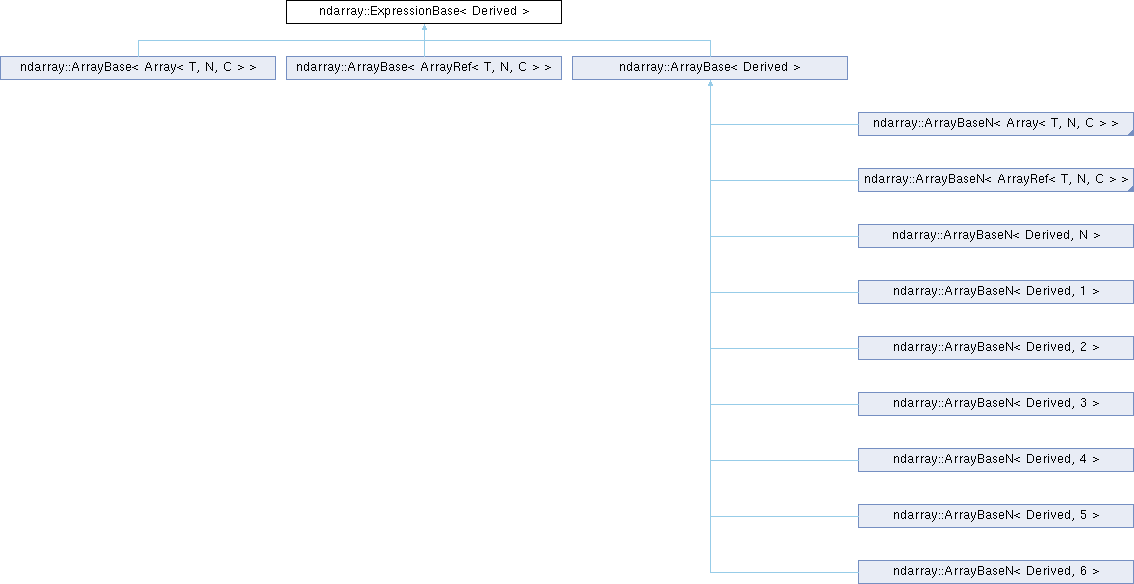 ndarray::ExpressionBase< Derived >
ndarray::ArrayBase< Array< T, N, C > >
ndarray::ArrayBase< ArrayRef< T, N, C > >
ndarray::ArrayBase< Derived >
ndarray::ArrayBaseN< Array< T, N, C > >
ndarray::ArrayBaseN< ArrayRef< T, N, C > >
ndarray::ArrayBaseN< Derived, N >
ndarray::ArrayBaseN< Derived, 1 >
ndarray::ArrayBaseN< Derived, 2 >
ndarray::ArrayBaseN< Derived, 3 >
ndarray::ArrayBaseN< Derived, 4 >
ndarray::ArrayBaseN< Derived, 5 >
ndarray::ArrayBaseN< Derived, 6 >